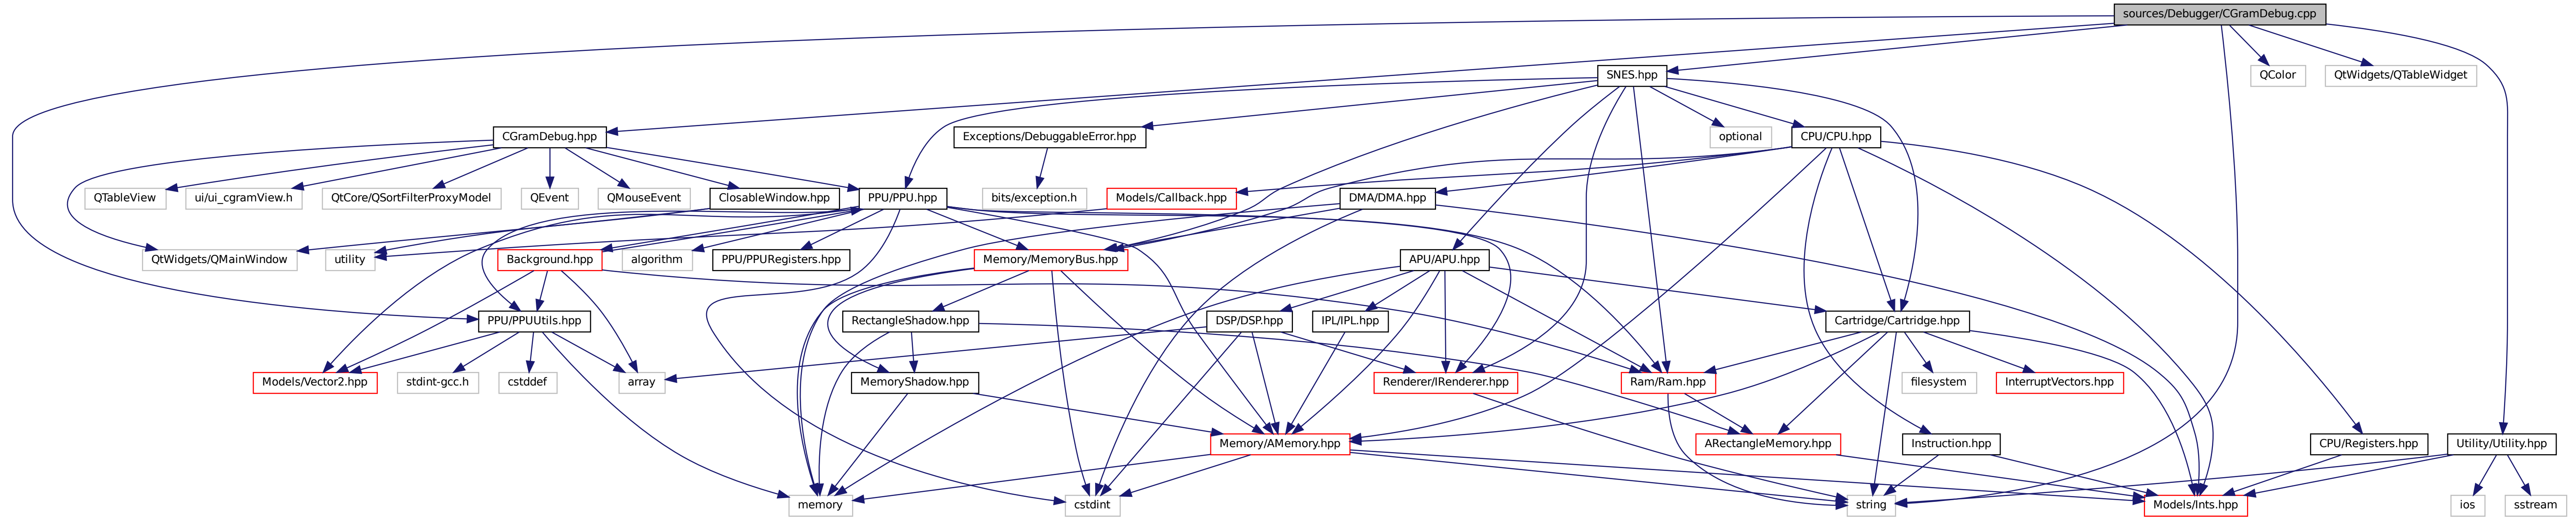 sources/Debugger/CGramDebug.cpp
SNES.hpp
QColor
QtWidgets/QTableWidget
CGramDebug.hpp
Exceptions/DebuggableError.hpp
optional
CPU/CPU.hpp
QTableView
ui/ui_cgramView.h
QtCore/QSortFilterProxyModel
QEvent
QMouseEvent
ClosableWindow.hpp
PPU/PPU.hpp
bits/exception.h
Models/Callback.hpp
DMA/DMA.hpp
QtWidgets/QMainWindow
utility
Background.hpp
algorithm
PPU/PPURegisters.hpp
Memory/MemoryBus.hpp
APU/APU.hpp
PPU/PPUUtils.hpp
RectangleShadow.hpp
DSP/DSP.hpp
IPL/IPL.hpp
Cartridge/Cartridge.hpp
Models/Vector2.hpp
stdint-gcc.h
cstddef
array
MemoryShadow.hpp
Renderer/IRenderer.hpp
Ram/Ram.hpp
filesystem
InterruptVectors.hpp
Memory/AMemory.hpp
ARectangleMemory.hpp
Instruction.hpp
CPU/Registers.hpp
Utility/Utility.hpp
memory
cstdint
string
Models/Ints.hpp
ios
sstream